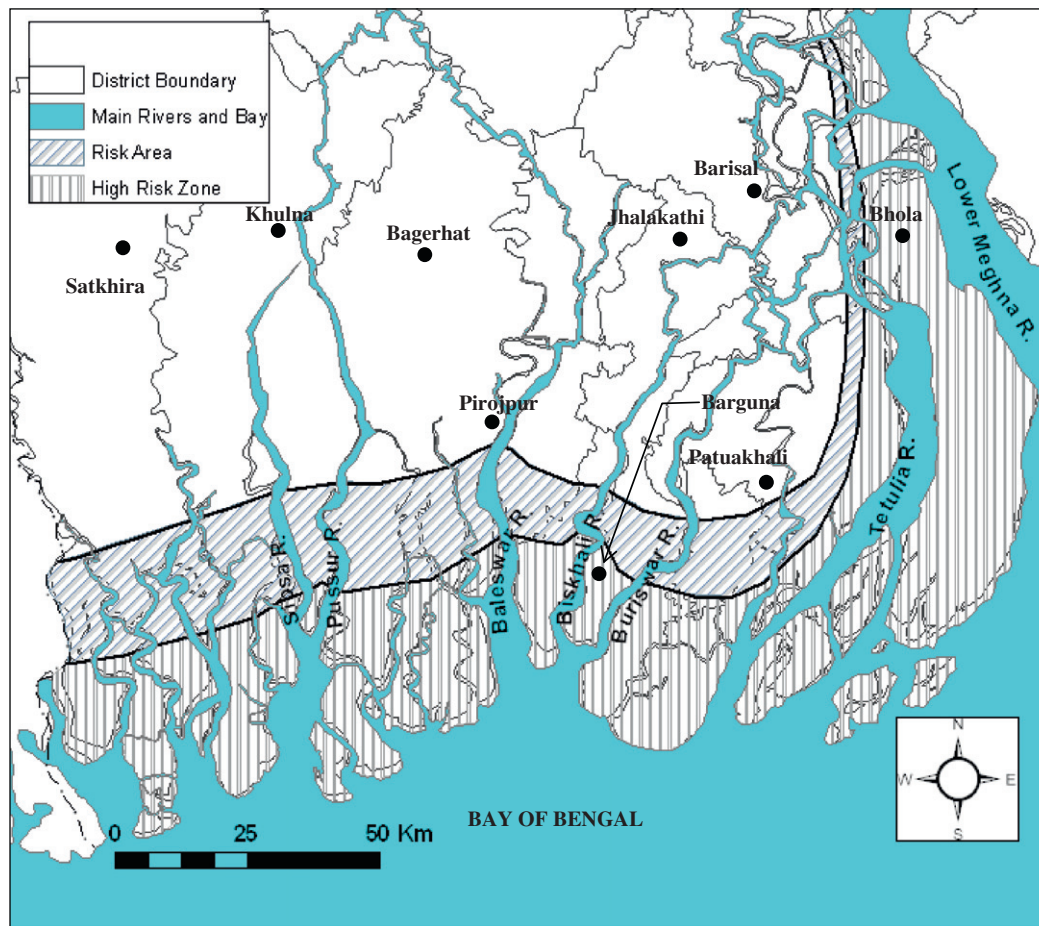 District Boundary
Main Rivers and Bay
Risk Area
High Risk Zone
Barisal
Khulna
Jhalakathi
Bhola
Bagerhat
Satkhira
Lower Meghna R.
Pirojpur
Barguna
Patuakhali
Tetulia R.
Sipsa R.
Pussur R.
Baleswar R.
Biskhali R.
Buriswar R.
N
W E
S
BAY OF BENGAL
0 25 50 Km